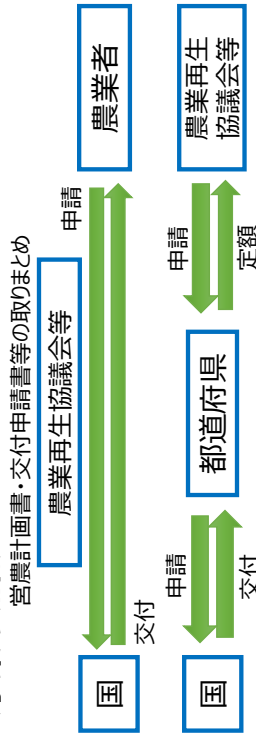 営農計画書・交付申請書等の取りまとめ
農業再生協議会等
国
申請
交付
農業者
国
申請
交付
都道府県
申請
定額
農業再生
協議会等